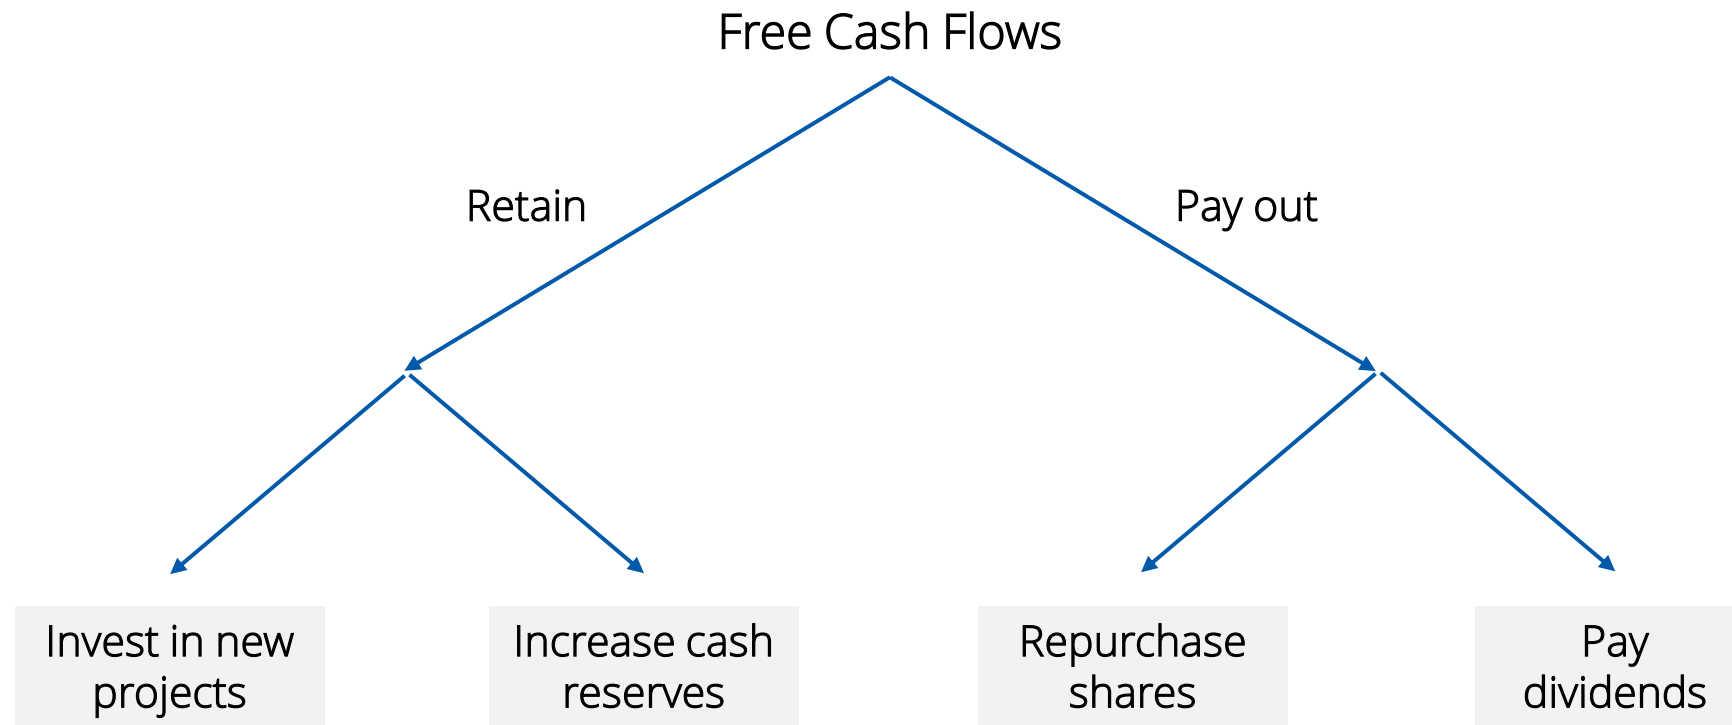 Free Cash Flows
Retain
Pay out
Invest in new
projects
Increase cash
reserves
Repurchase
shares
Pay
dividends